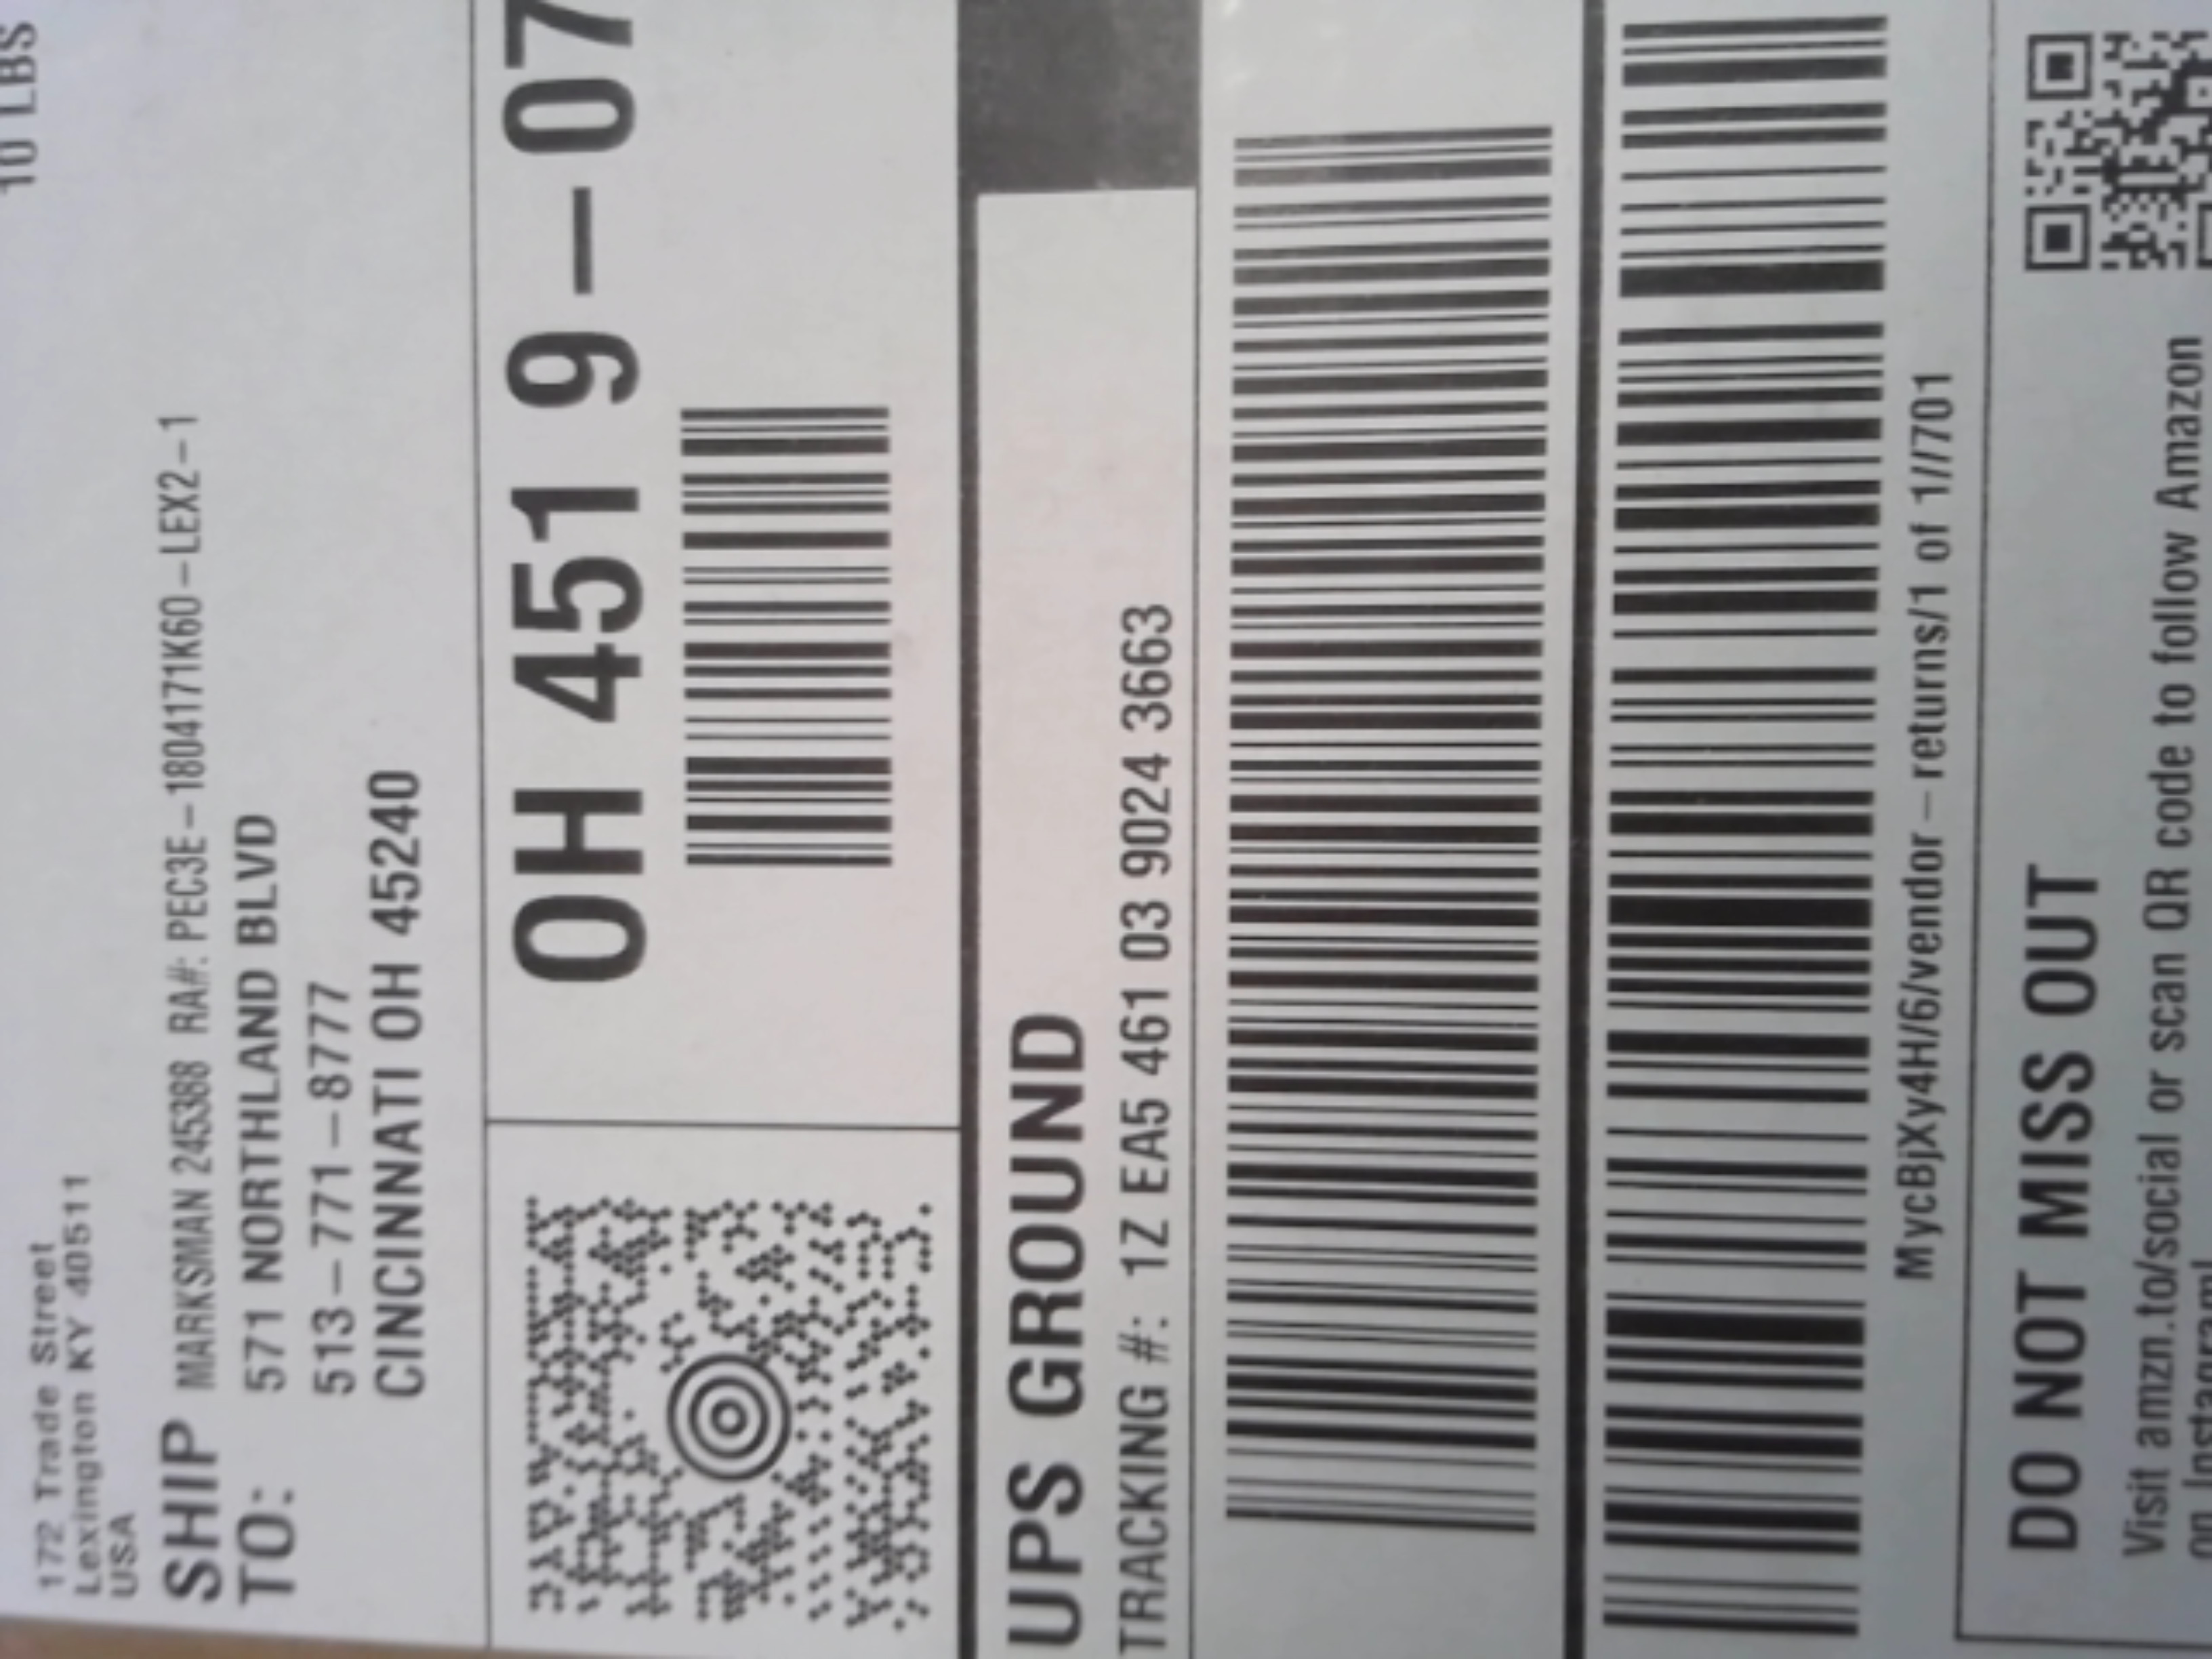 10 LBS
172 Trade Street
Lexington KY 40511
USA
SHIP
TO:
MARKSMAN 245388 RA#: PEC3E-1804171K60-LEX2-1
571 NORTHLAND BLVD
513-771-8777
CINCINNATI OH 45240
OH 451 9-07
UPS GROUND
TRACKING #: 1Z EA5 461 03 9024 3663
MycBjXy4H/6/vendor-returns/1 of 1//701
DO NOT MISS OUT
Visit amzn.to/social or scan QR code to follow Amazon
on Instagram!